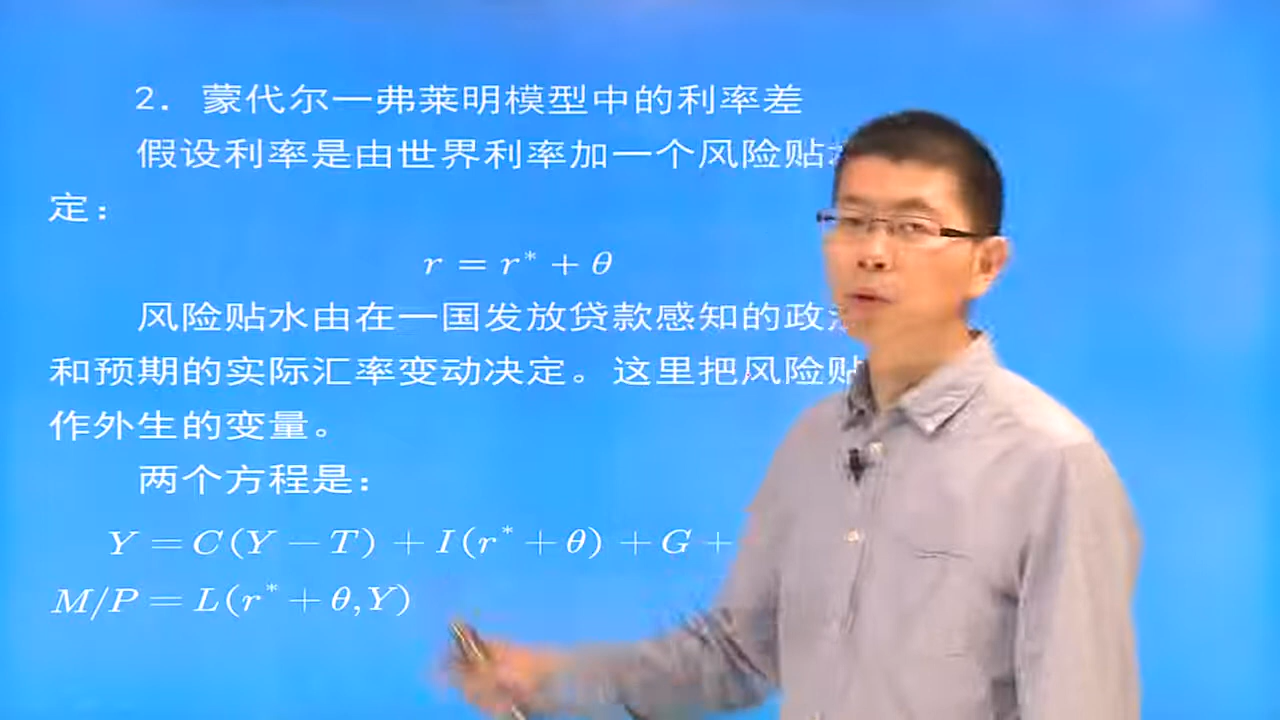 2. 蒙代尔—弗莱明模型中的利率差
假设利率是由世界利率加一个风险贴
定：
r = r* + θ
风险贴水由在一国发放贷款感知的政
和预期的实际汇率变动决定。这里把风险贴
作外生的变量。
两个方程是：
Y = C(Y − T) + I(r* + θ) + G +
M/P = L(r* + θ, Y)